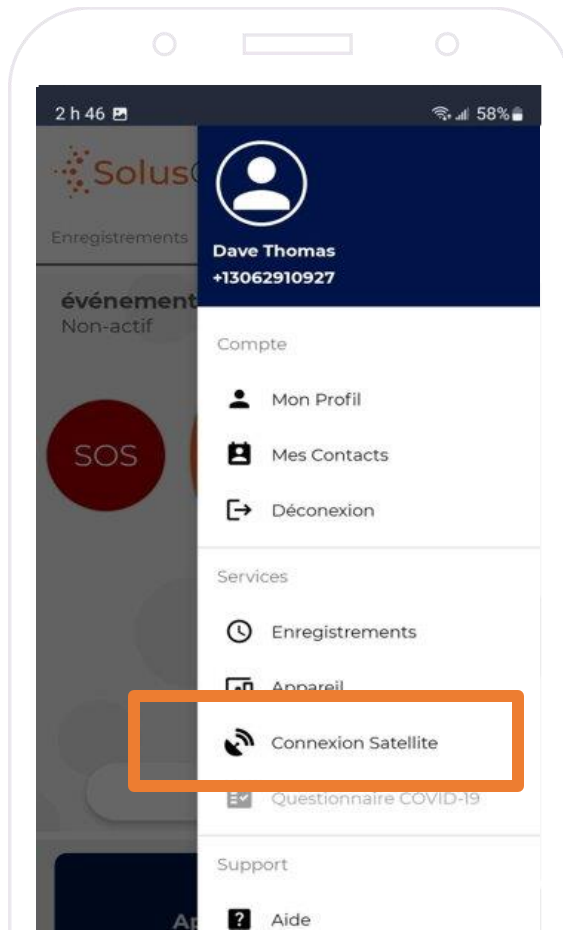 2 h 46
58%
Solus
Enregistrements
événement
Non-actif
SOS
Dave Thomas
+13062910927
Compte
Mon Profil
Mes Contacts
Déconexion
Services
Enregistrements
Appareil
Connexion Satellite
Questionnaire COVID-19
Support
Aide